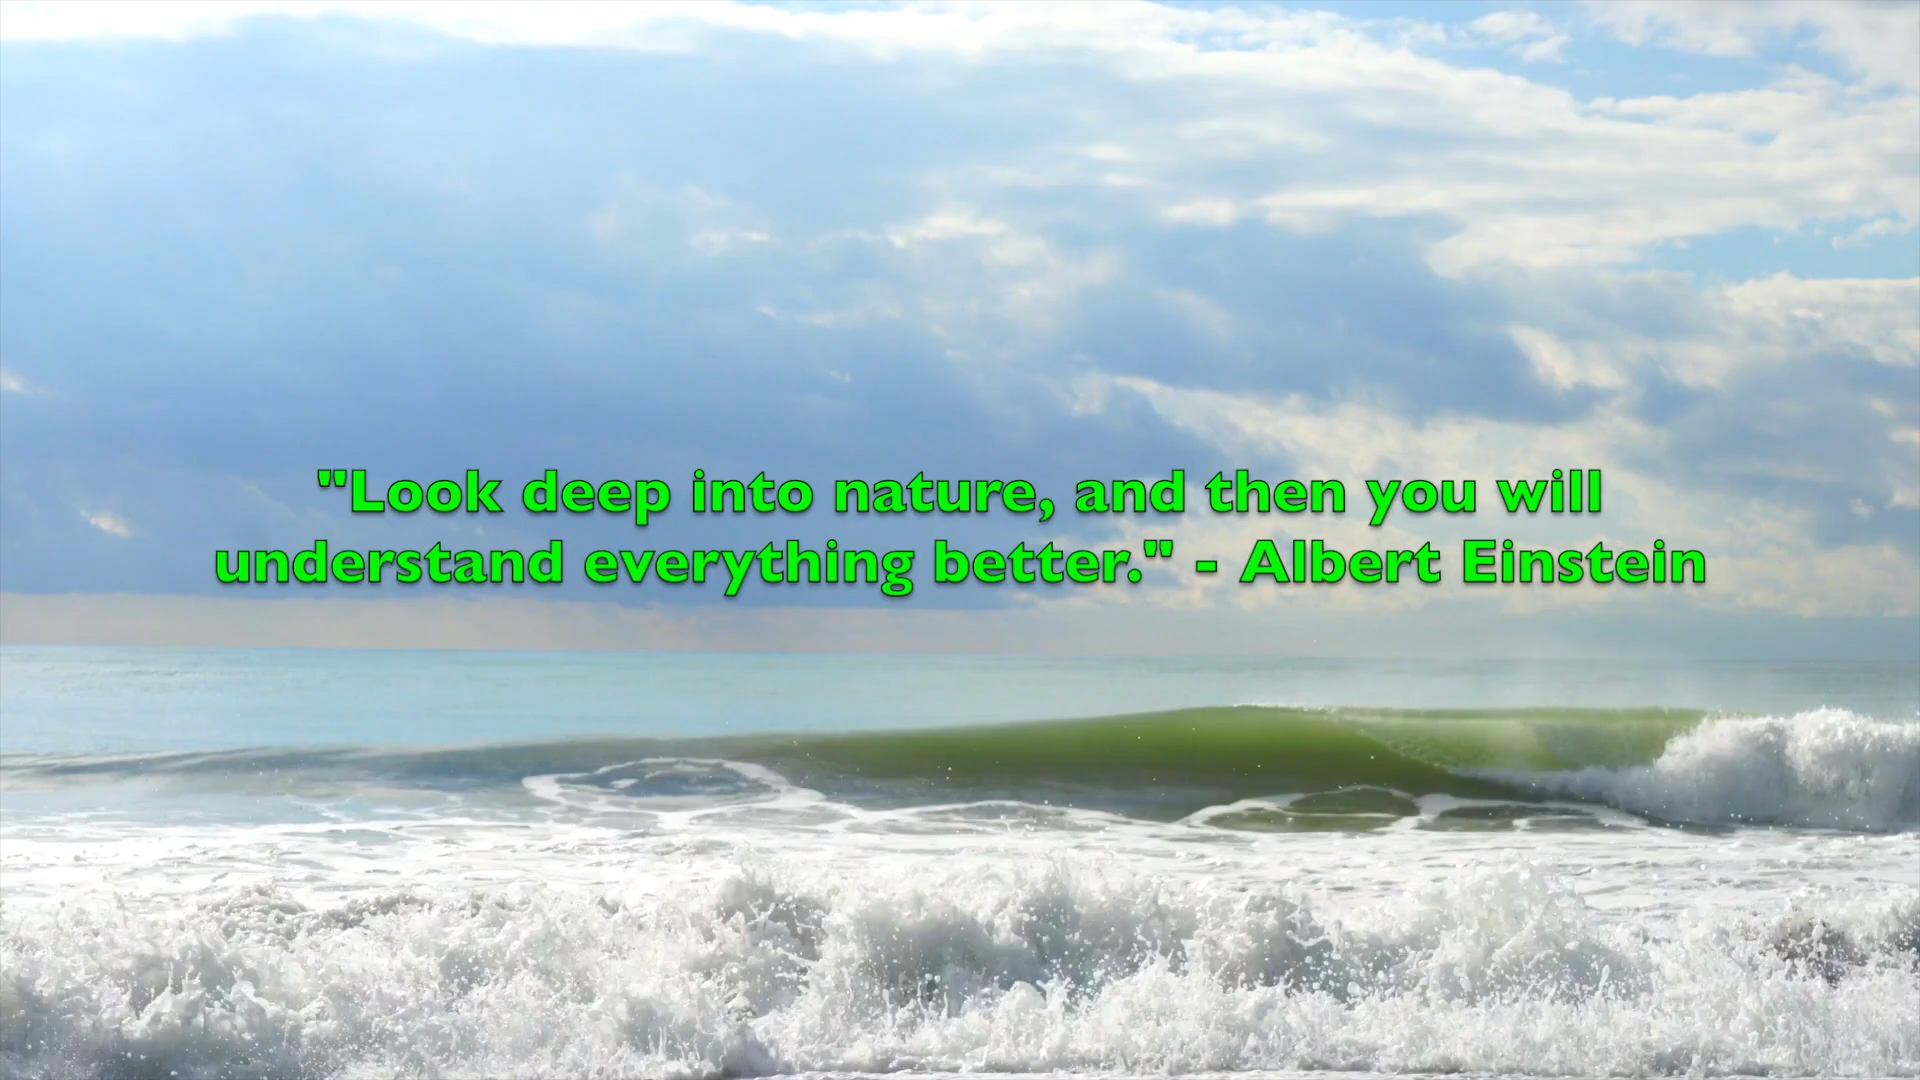 "Look deep into nature, and then you will
understand everything better." - Albert Einstein